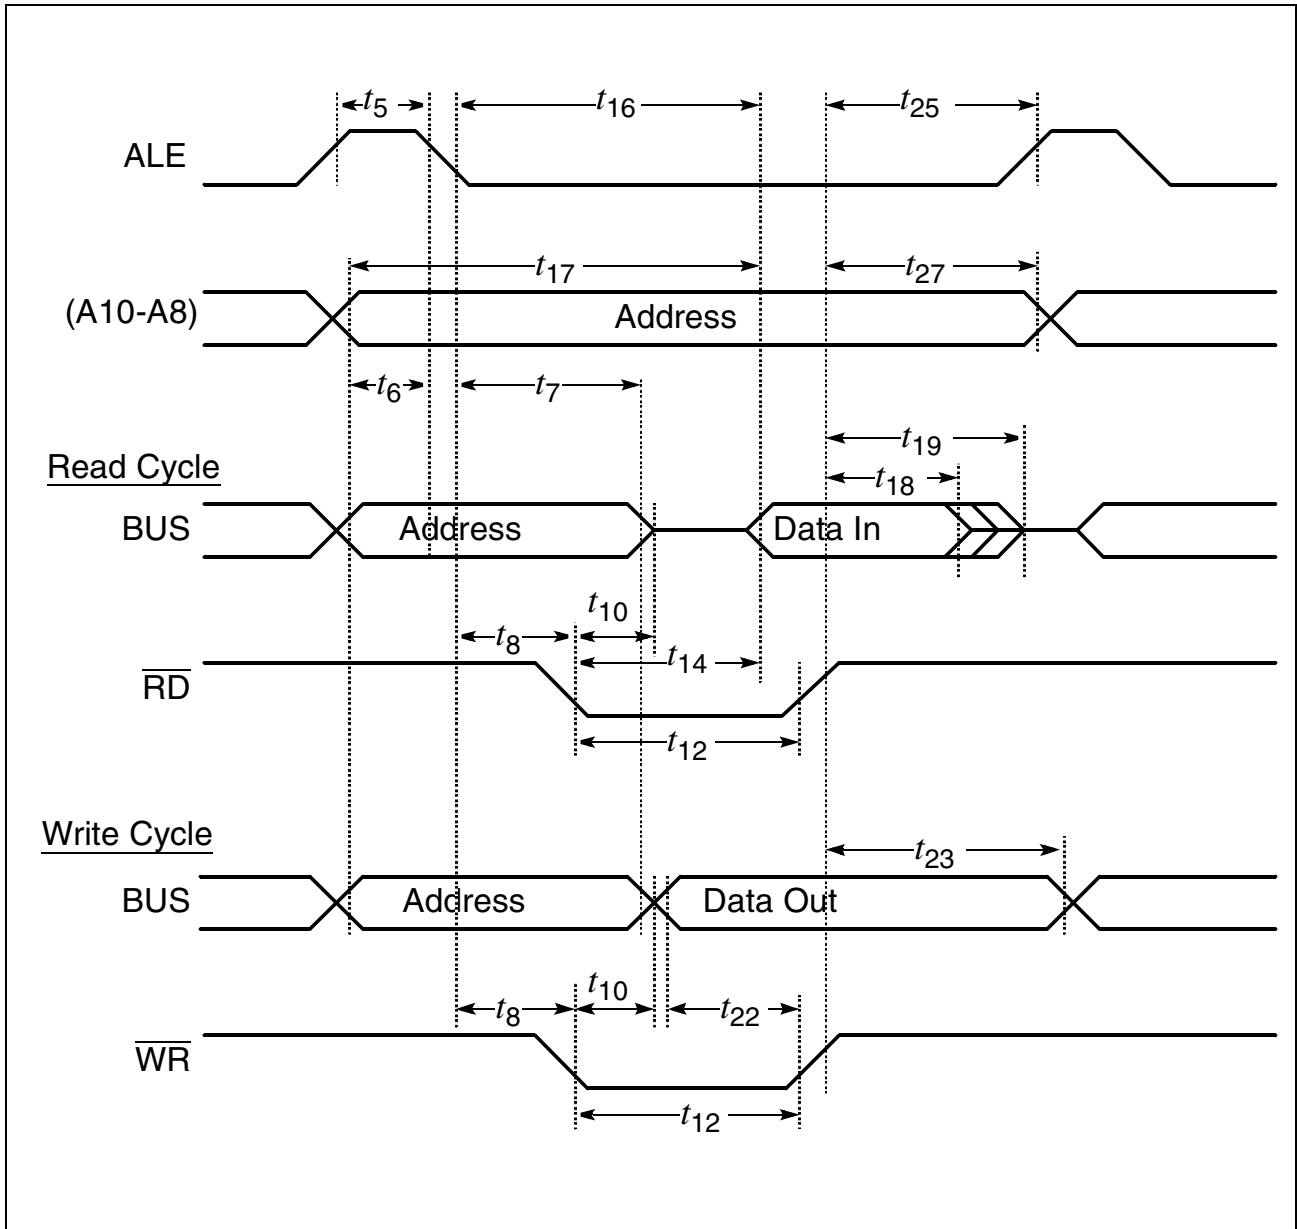 t5
t16
t25
ALE
t17
t27
(A10-A8)
Address
t6
t7
t19
Read Cycle
t18
BUS
Address
Data In
t10
t8
t14
RD
t12
Write Cycle
t23
BUS
Address
Data Out
t10
t8
t22
WR
t12